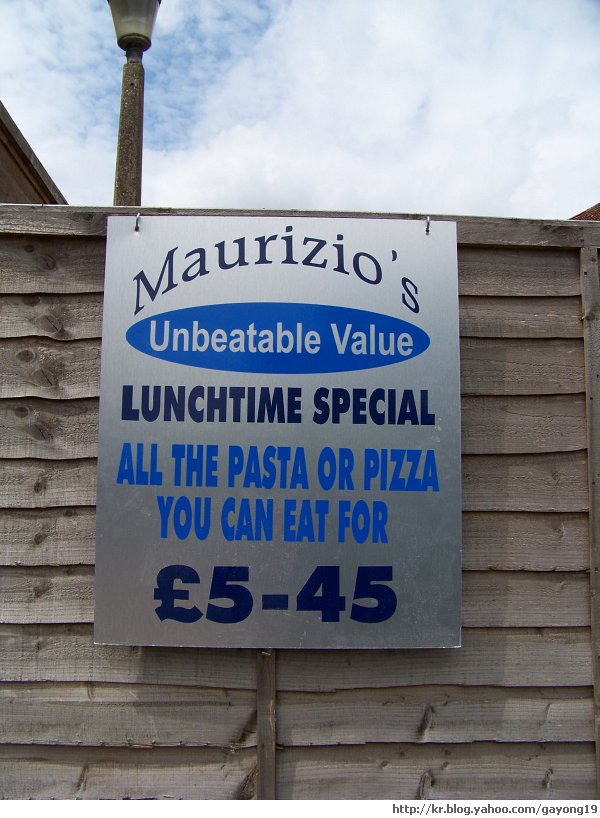 Maurizio's
Unbeatable Value
LUNCHTIME SPECIAL
ALL THE PASTA OR PIZZA
YOU CAN EAT FOR
£5-45
http://kr.blog.yahoo.com/gayong19